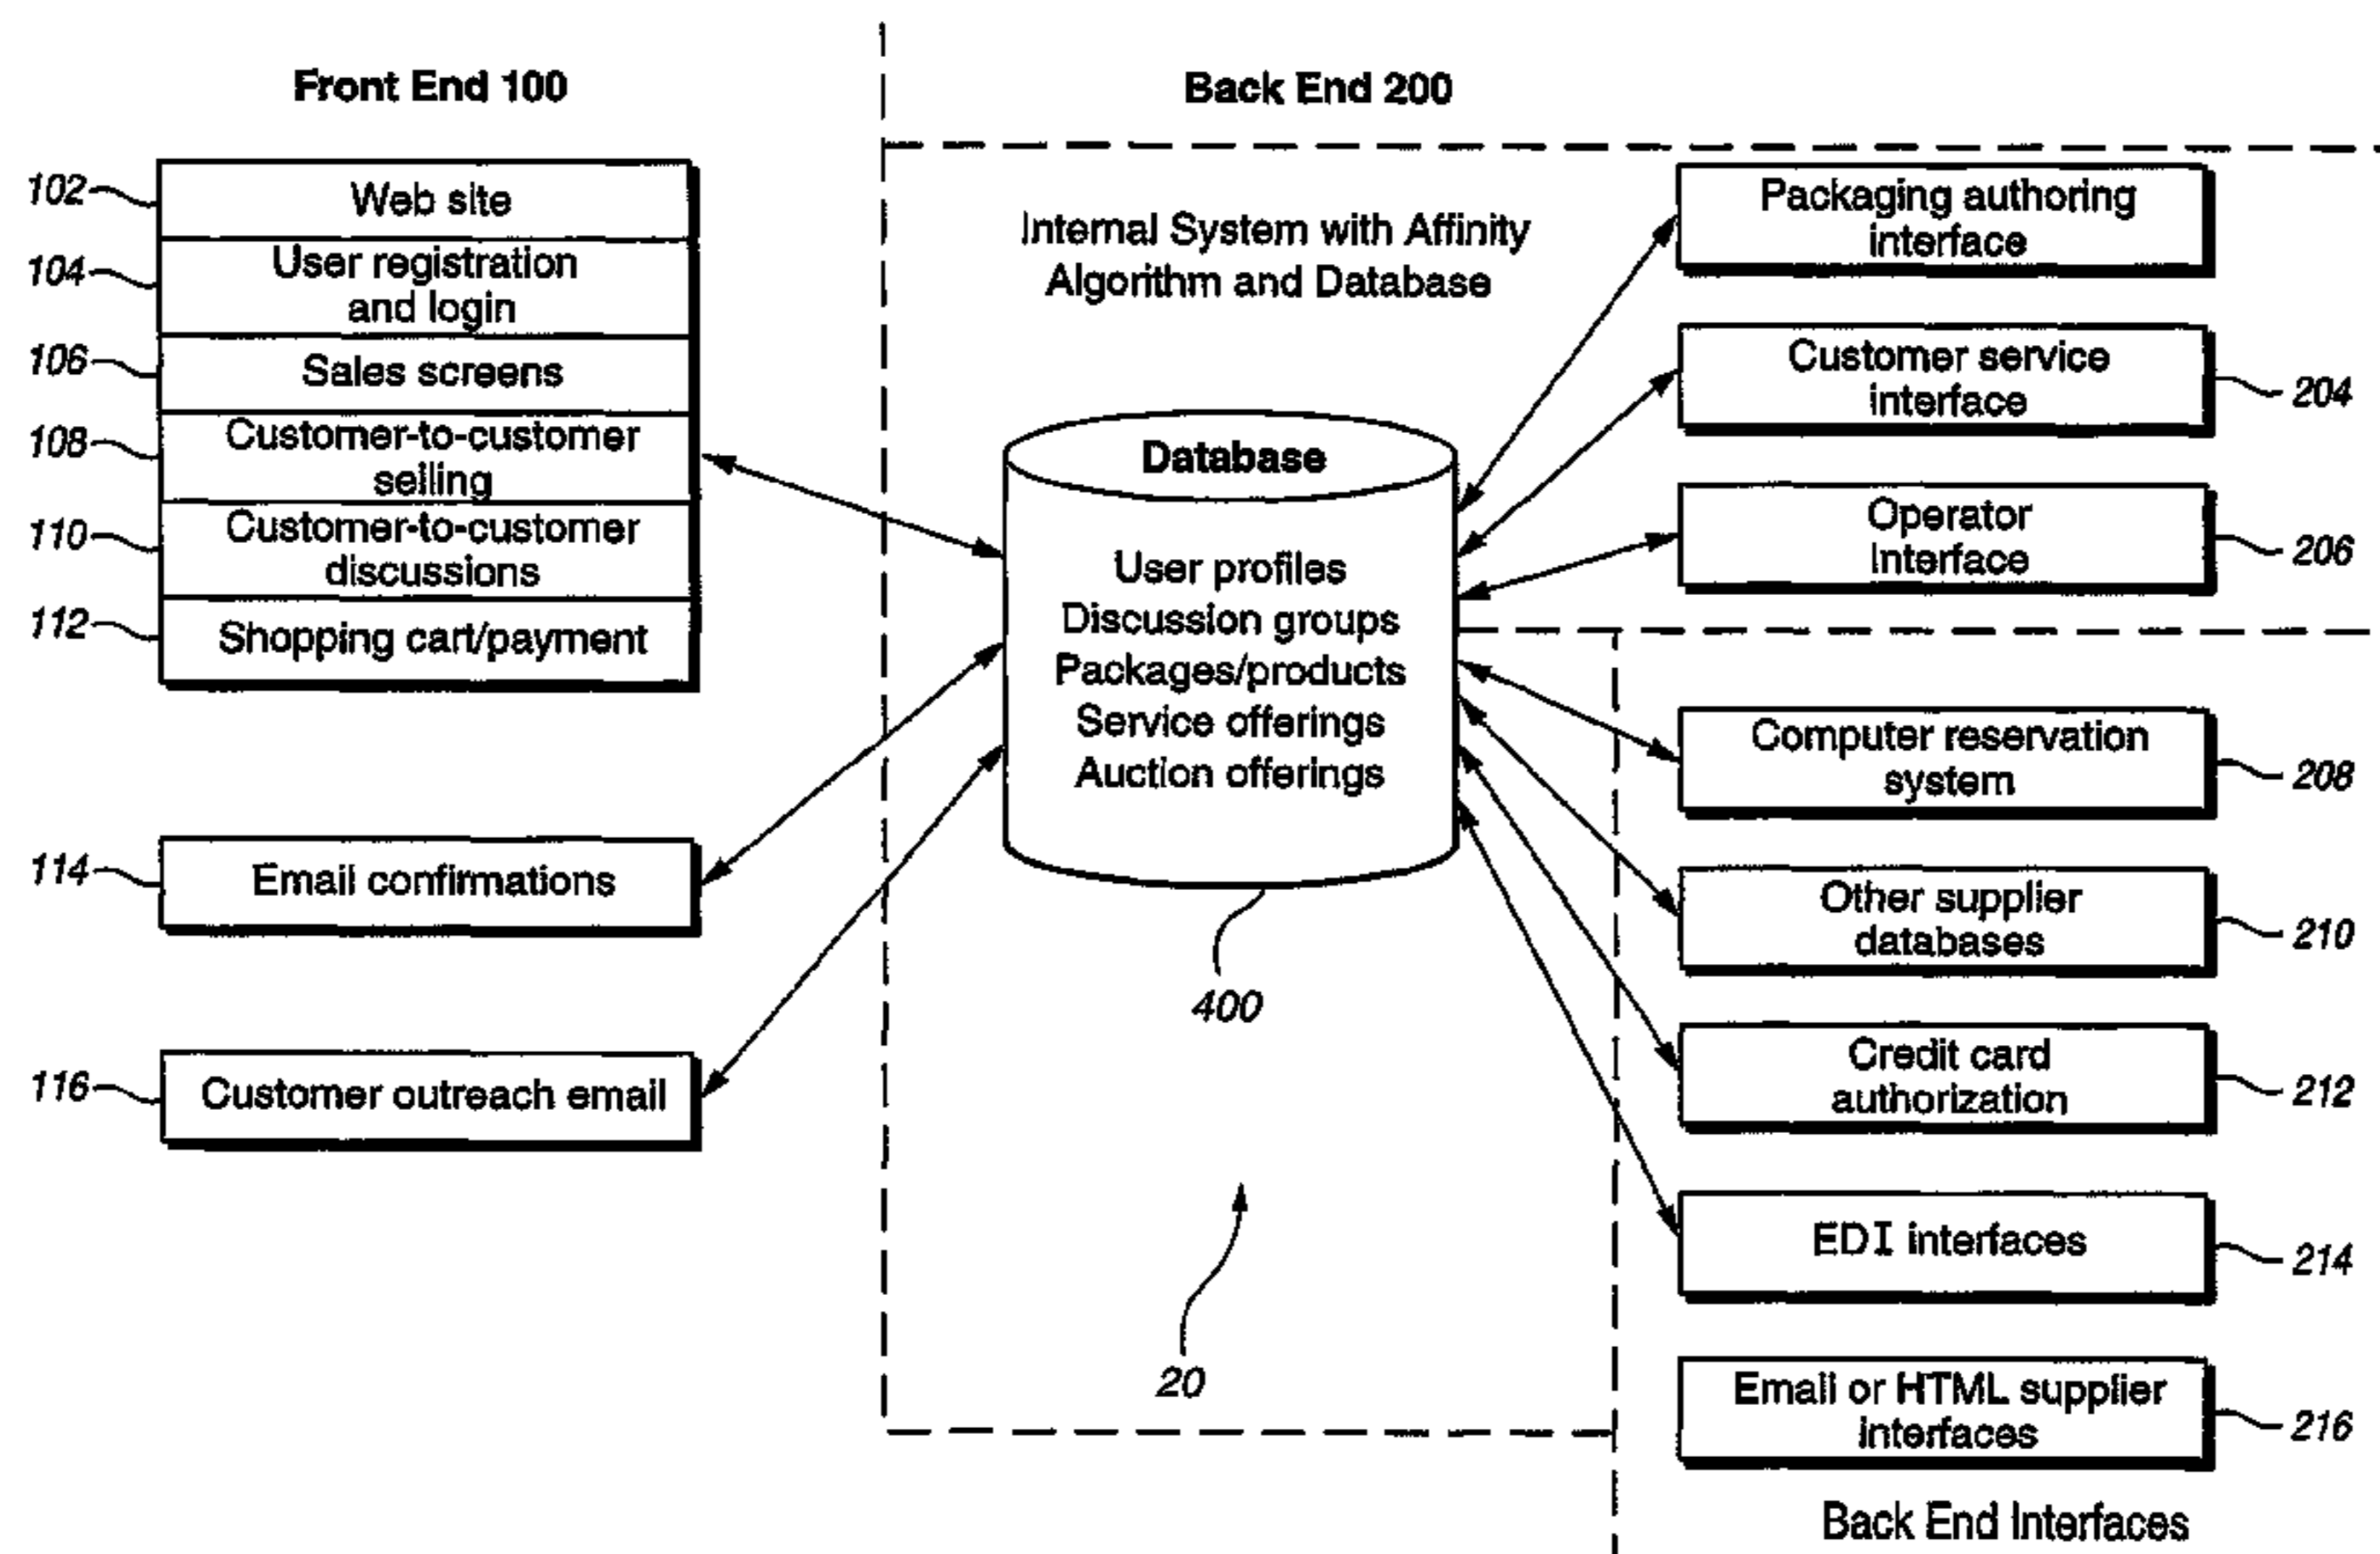 Front End 100
102
Web site
104
User registration
and login
106
Sales screens
108
Customer-to-customer
selling
110
Customer-to-customer
discussions
112
Shopping cart/payment
114
Email confirmations
116
Customer outreach email
Back End 200
Internal System with Affinity
Algorithm and Database
Database
User profiles
Discussion groups
Packages/products
Service offerings
Auction offerings
400
20
Packaging authoring
interface
Customer service
interface
204
Operator
Interface
206
Computer reservation
system
208
Other supplier
databases
210
Credit card
authorization
212
EDI interfaces
214
Email or HTML supplier
interfaces
216
Back End Interfaces